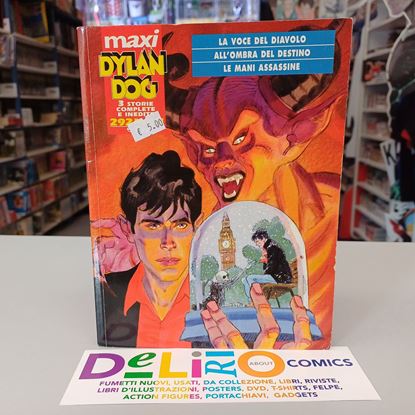 maxi
DYLAN
DOG
3 STORIE
COMPLETE
E INEDITE
€ 5,00
LA VOCE DEL DIAVOLO
ALL'OMBRA DEL DESTINO
LE MANI ASSASSINE
DeLiRiO ABOUT COMICS
FUMETTI NUOVI, USATI, DA COLLEZIONE, LIBRI, RIVISTE,
LIBRI D'ILLUSTRAZIONI, POSTERS, DVD, T-SHIRTS, FELPE,
ACTION FIGURES, PORTACHIAVI, GADGETS